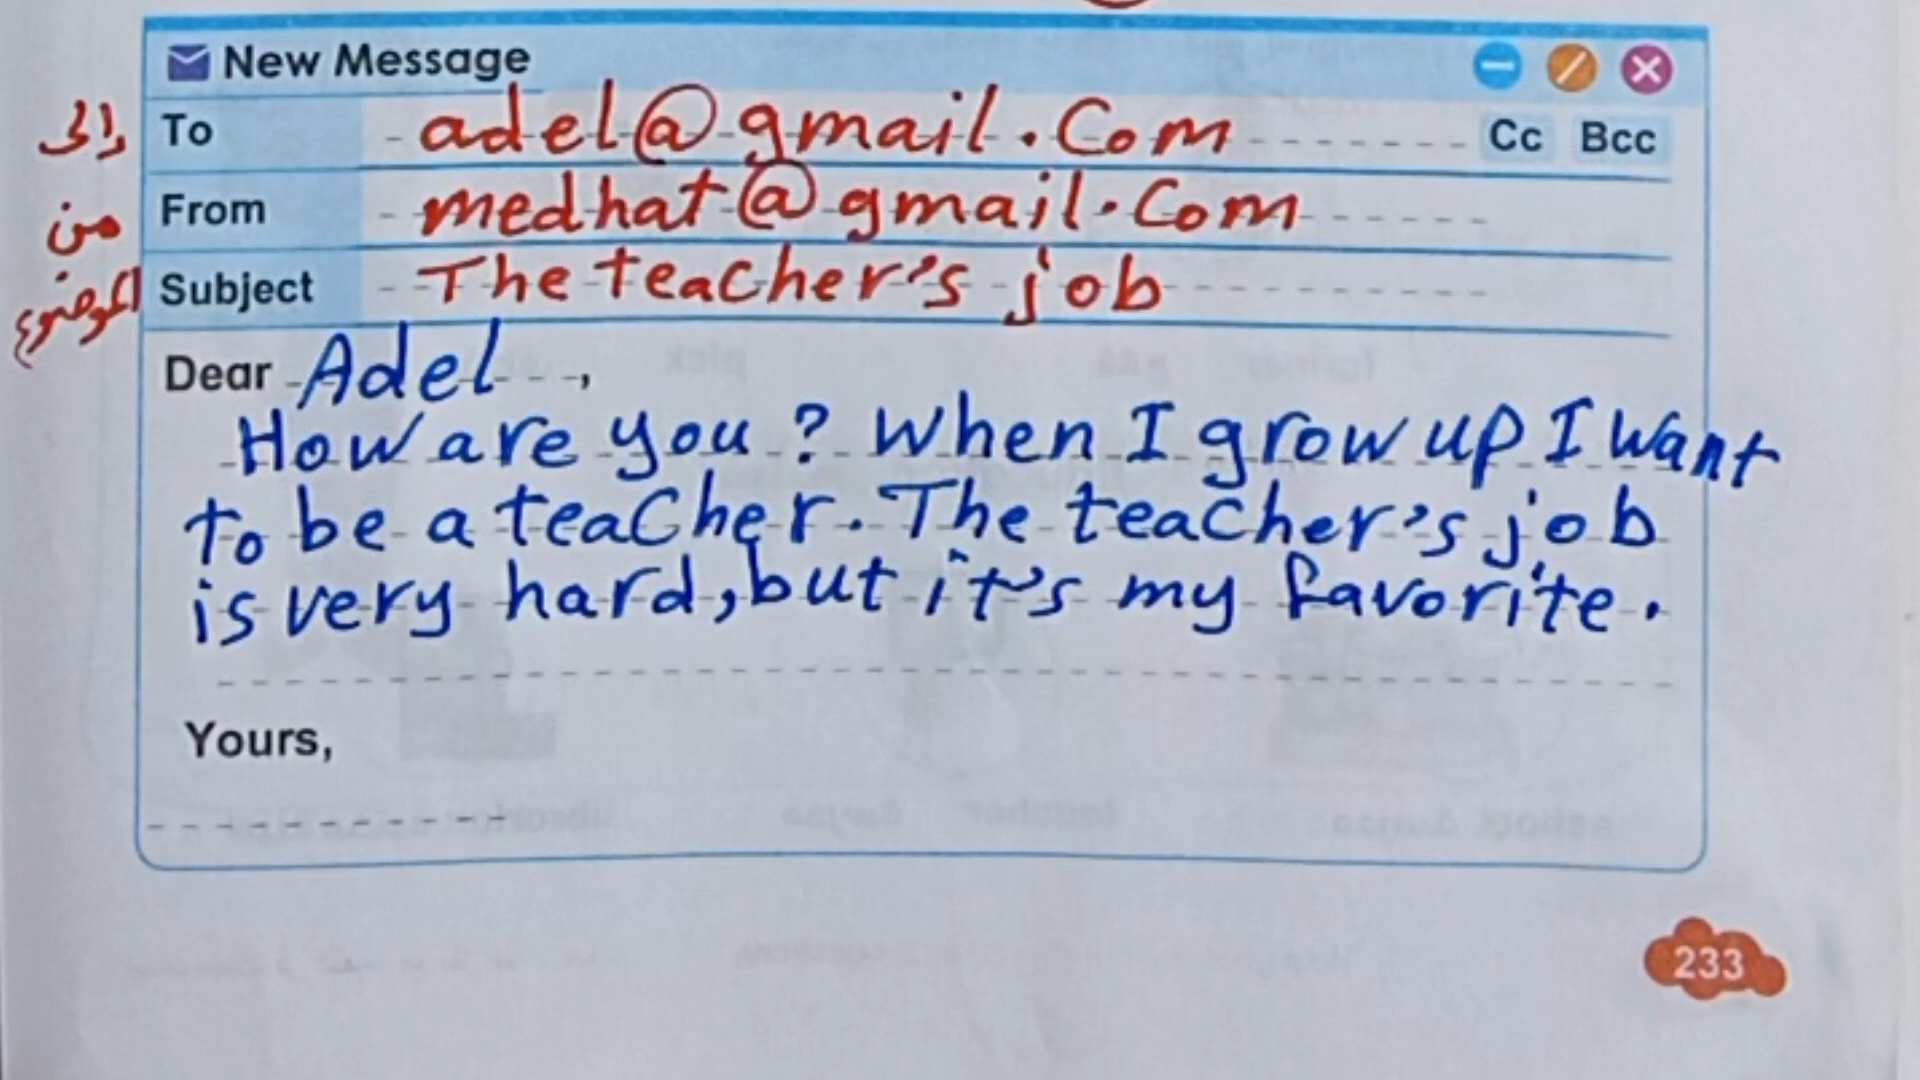 New Message
إلى To adel@gmail.Com Cc Bcc
من From medhat@gmail.Com
الموضوع Subject The teacher's job
Dear Adel,
How are you? When I grow up I want
to be a teacher. The teacher's job
is very hard, but it's my favorite.
Yours,
233